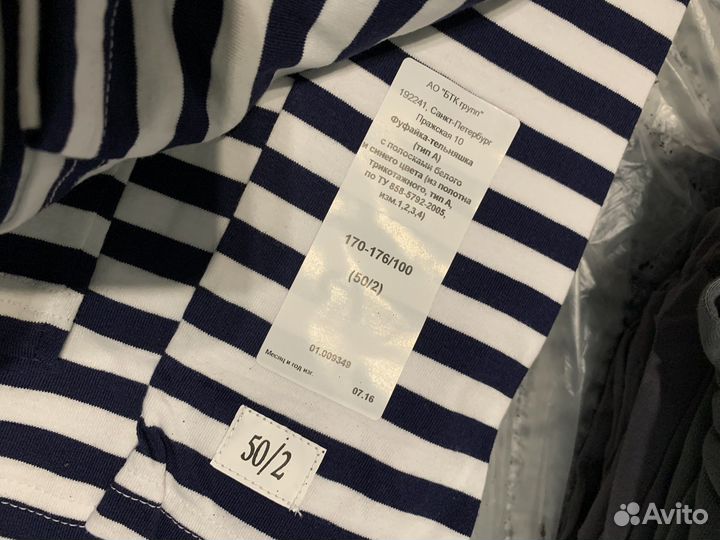 АО "БТК групп"
192241, Санкт-Петербург
Пражская 10
Фуфайка-тельняшка
(тип А)
с полосками белого
и синего цвета (из полотна
трикотажного, тип А,
по ТУ 858-5792-2005,
изм.1,2,3,4)
170-176/100
(50/2)
01.009349
Месяц и год изг.
07.16
50/2
Avito